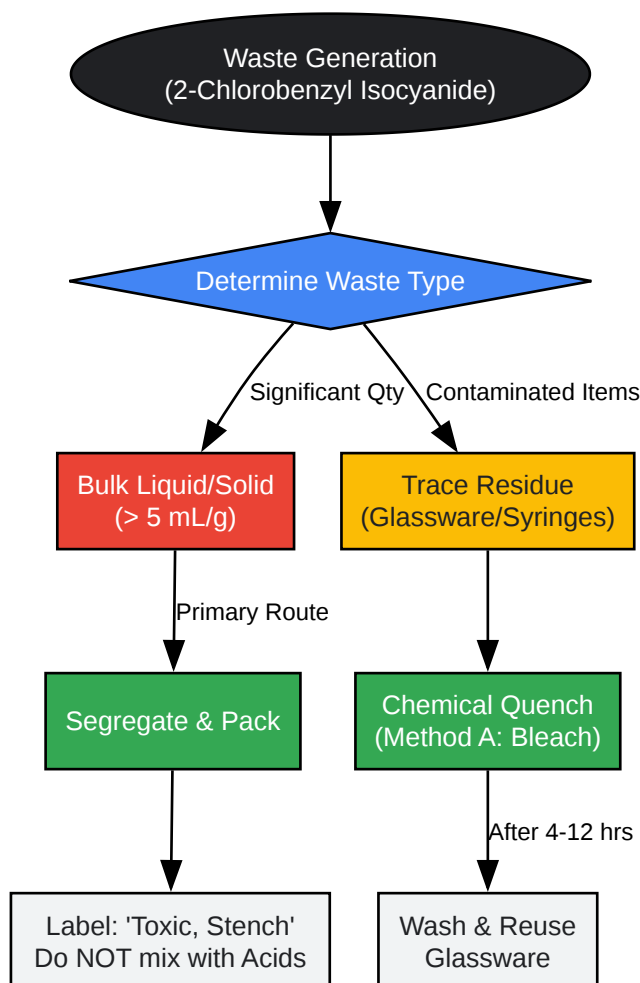 Waste Generation
(2-Chlorobenzyl Isocyanide)
Determine Waste Type
Significant Qty
Contaminated Items
Bulk Liquid/Solid
(> 5 mL/g)
Trace Residue
(Glassware/Syringes)
Primary Route
Segregate & Pack
Chemical Quench
(Method A: Bleach)
After 4-12 hrs
Label: 'Toxic, Stench'
Do NOT mix with Acids
Wash & Reuse
Glassware